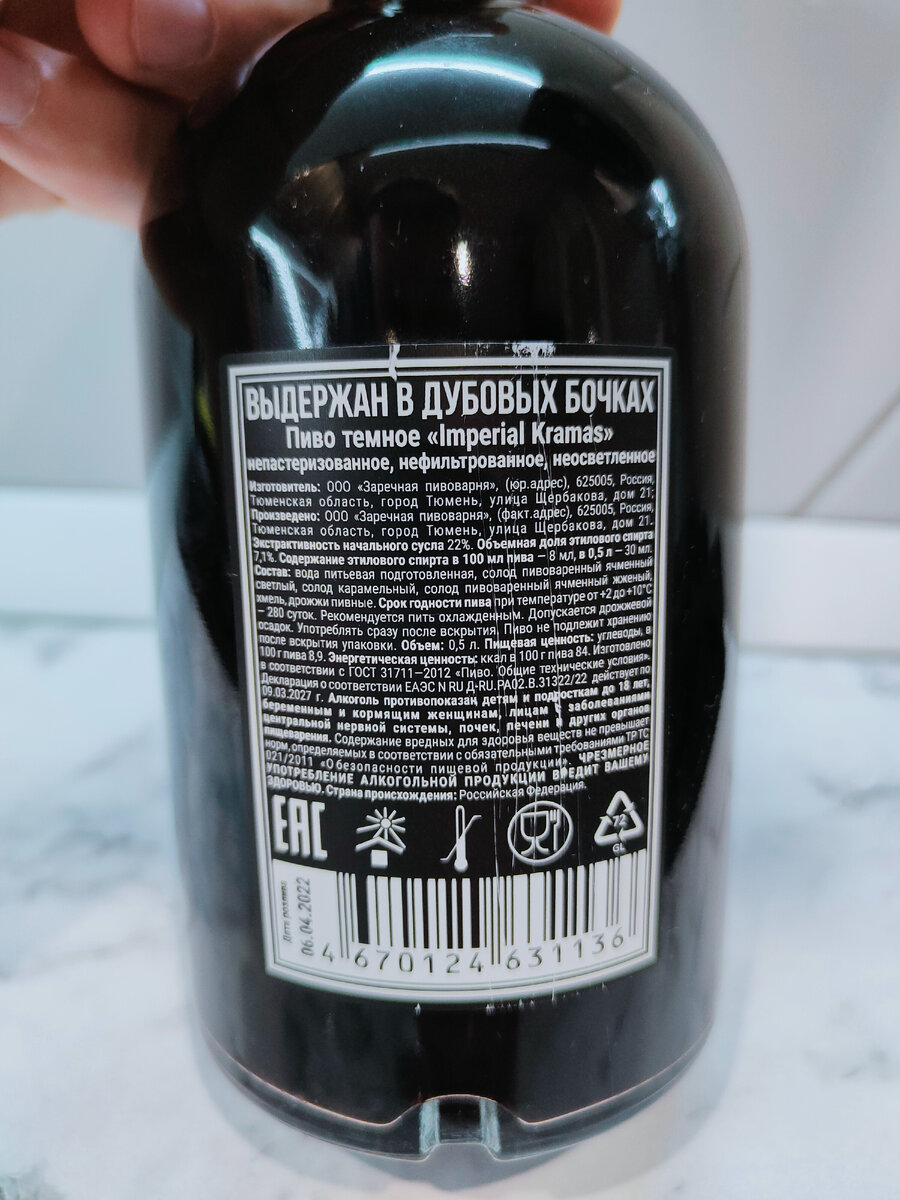 ВЫДЕРЖАН В ДУБОВЫХ БОЧКАХ
Пиво темное «Imperial Kramas»
непастеризованное, нефильтрованное, неосветленное
Изготовитель: ООО «Заречная пивоварня», (юр.адрес), 625005, Россия,
Тюменская область, город Тюмень, улица Щербакова, дом 21;
Произведено: ООО «Заречная пивоварня», (факт.адрес), 625005, Россия,
Тюменская область, город Тюмень, улица Щербакова, дом 21.
Экстрактивность начального сусла 22%. Объемная доля этилового спирта
7,1%. Содержание этилового спирта в 100 мл пива – 8 мл, в 0,5 л – 30 мл.
Состав: вода питьевая подготовленная, солод пивоваренный ячменный
светлый, солод карамельный, солод пивоваренный ячменный жженый,
хмель, дрожжи пивные. Срок годности пива при температуре от +2 до +10°С
– 280 суток. Рекомендуется пить охлажденным. Допускается дрожжевой
осадок. Употреблять сразу после вскрытия. Пиво не подлежит хранению
после вскрытия упаковки. Объем: 0,5 л. Пищевая ценность: углеводы, в
100 г пива 8,9. Энергетическая ценность: ккал в 100 г пива 84. Изготовлено
в соответствии с ГОСТ 31711–2012 «Пиво. Общие технические условия».
Декларация о соответствии ЕАЭС N RU Д-RU.РА02.В.31322/22 действует по
09.03.2027 г. Алкоголь противопоказан детям и подросткам до 18 лет,
беременным и кормящим женщинам, лицам с заболеваниями
центральной нервной системы, почек, печени и других органов
пищеварения. Содержание вредных для здоровья веществ не превышает
норм, определяемых в соответствии с обязательными требованиями ТР ТС
021/2011 «О безопасности пищевой продукции». ЧРЕЗМЕРНОЕ
УПОТРЕБЛЕНИЕ АЛКОГОЛЬНОЙ ПРОДУКЦИИ ВРЕДИТ ВАШЕМУ
ЗДОРОВЬЮ. Страна происхождения: Российская Федерация.
ЕАС
72
GL
Дата розлива
06.04.2022
4 670124 631136